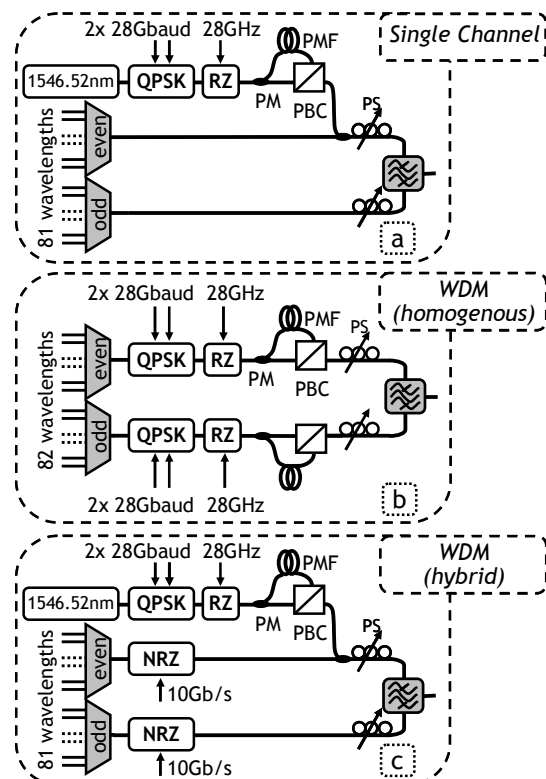 2x 28Gbaud 28GHz
PMF
Single Channel
1546.52nm QPSK RZ
PM
PBC
PS
81 wavelengths
even
odd
a
2x 28Gbaud 28GHz
PMF
WDM
(homogenous)
PS
QPSK RZ
PM
PBC
82 wavelengths
even
odd
QPSK RZ
2x 28Gbaud 28GHz
b
2x 28Gbaud 28GHz
PMF
WDM
(hybrid)
1546.52nm QPSK RZ
PM
PBC
PS
81 wavelengths
even
odd
NRZ
10Gb/s
NRZ
10Gb/s
c